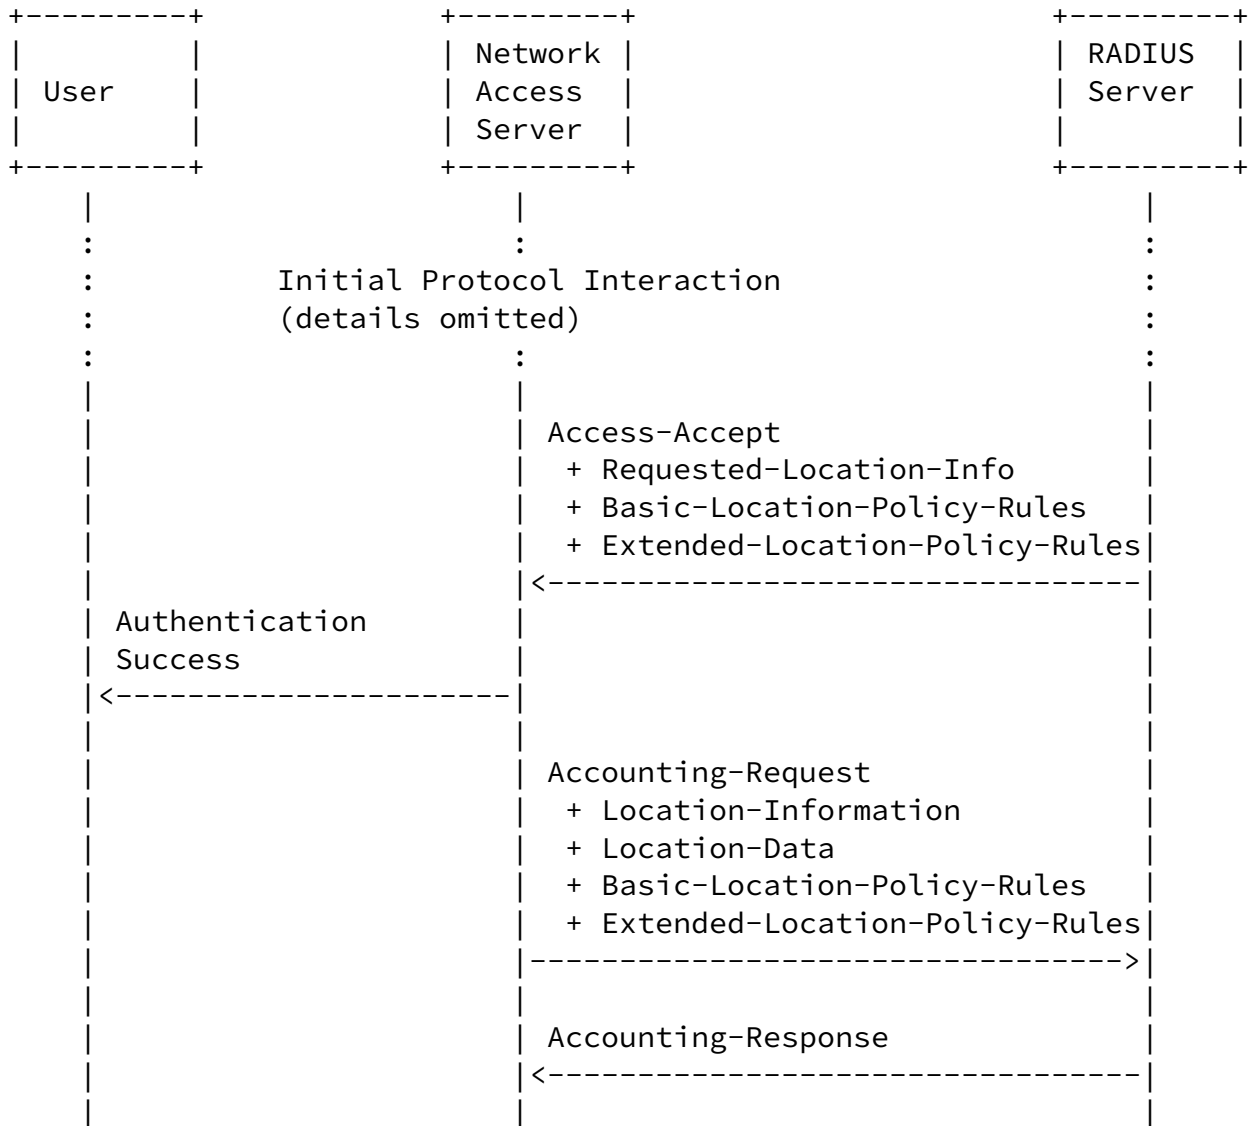 User
Network
Access
Server
RADIUS
Server
Initial Protocol Interaction
(details omitted)
Access-Accept
+ Requested-Location-Info
+ Basic-Location-Policy-Rules
+ Extended-Location-Policy-Rules
Authentication
Success
Accounting-Request
+ Location-Information
+ Location-Data
+ Basic-Location-Policy-Rules
+ Extended-Location-Policy-Rules
Accounting-Response